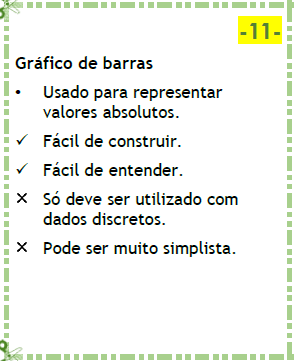 -11-
Gráfico de barras
• Usado para representar
valores absolutos.
✓ Fácil de construir.
✓ Fácil de entender.
✕ Só deve ser utilizado com
dados discretos.
✕ Pode ser muito simplista.